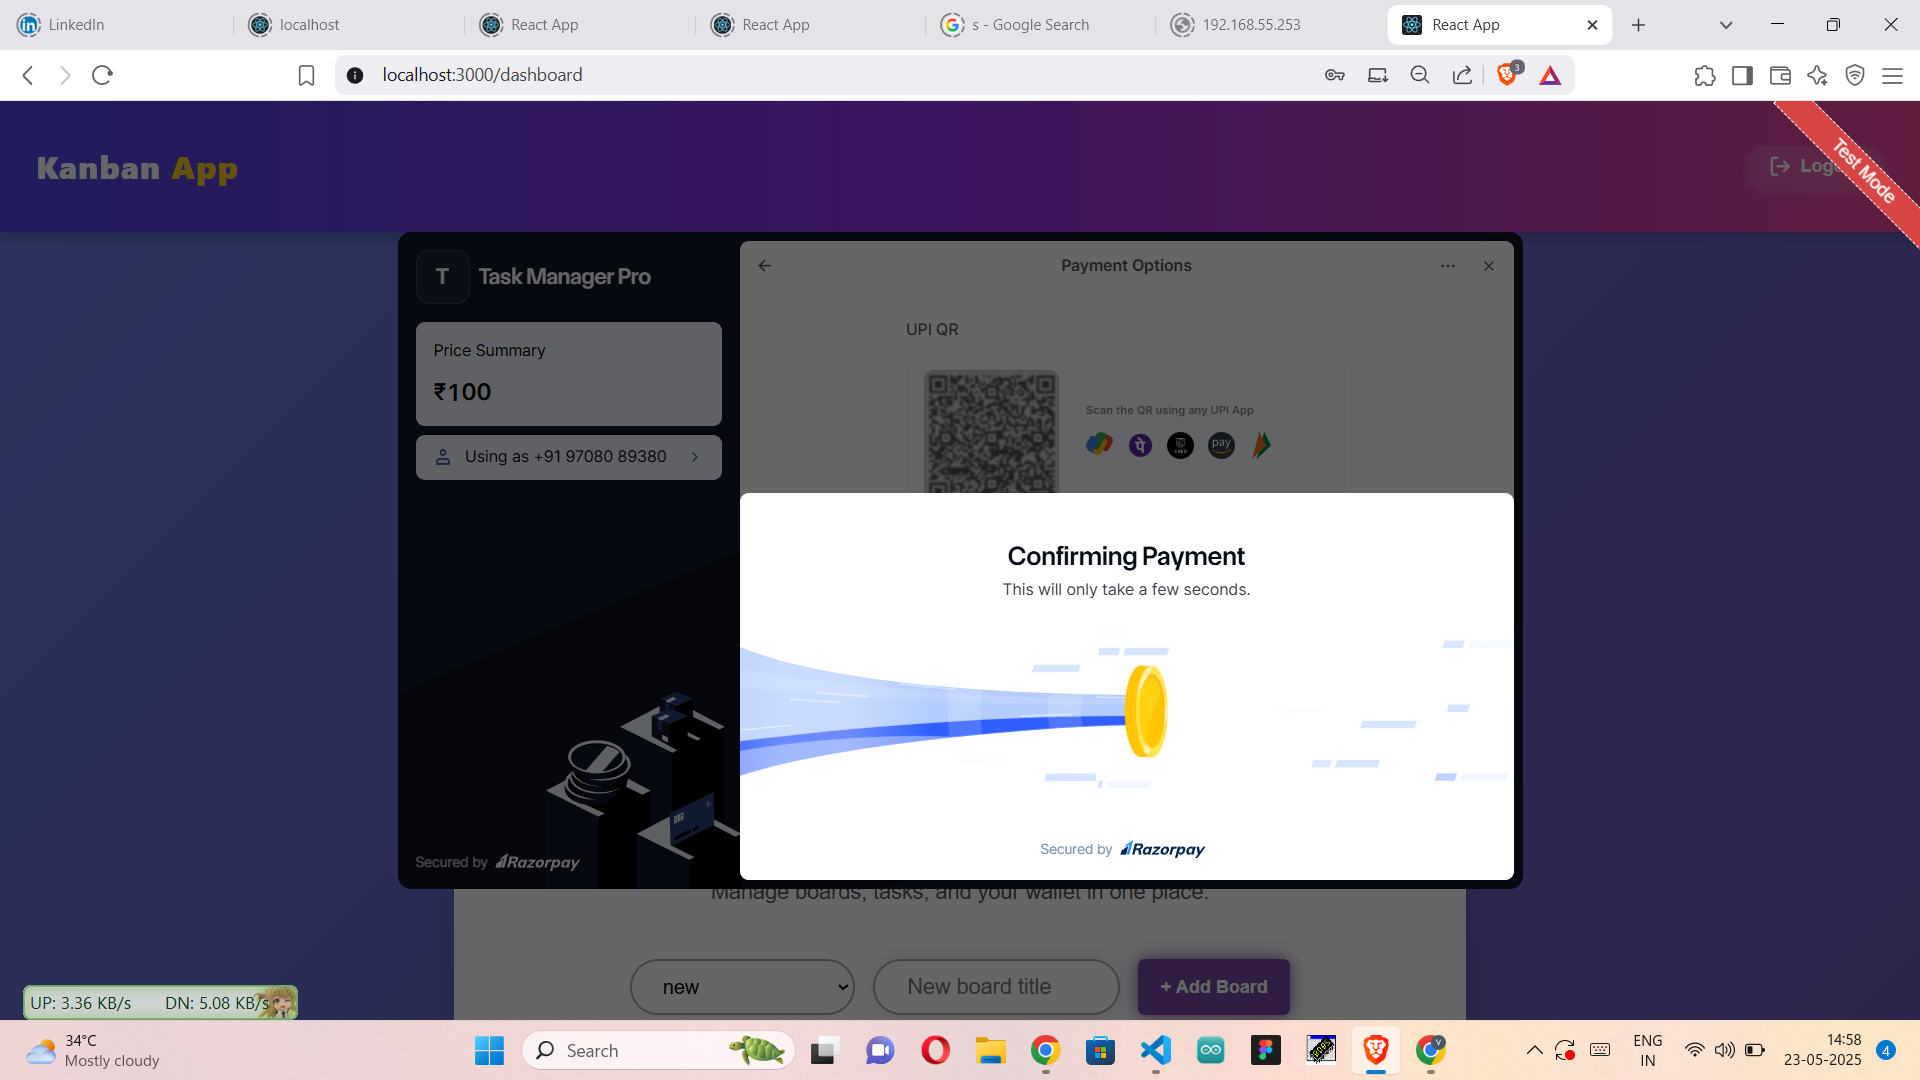 LinkedIn
localhost
React App
React App
s - Google Search
192.168.55.253
React App
localhost:3000/dashboard
3
Kanban App
Test Mode
T
Task Manager Pro
Payment Options
Price Summary
₹100
Using as +91 97080 89380
UPI QR
Scan the QR using any UPI App
pay
Confirming Payment
This will only take a few seconds.
Secured by Razorpay
Secured by Razorpay
Manage boards, tasks, and your wallet in one place.
new
New board title
+ Add Board
UP: 3.36 KB/s DN: 5.08 KB/s
34°C
Mostly cloudy
Search
V
ENG
IN
14:58
23-05-2025
4